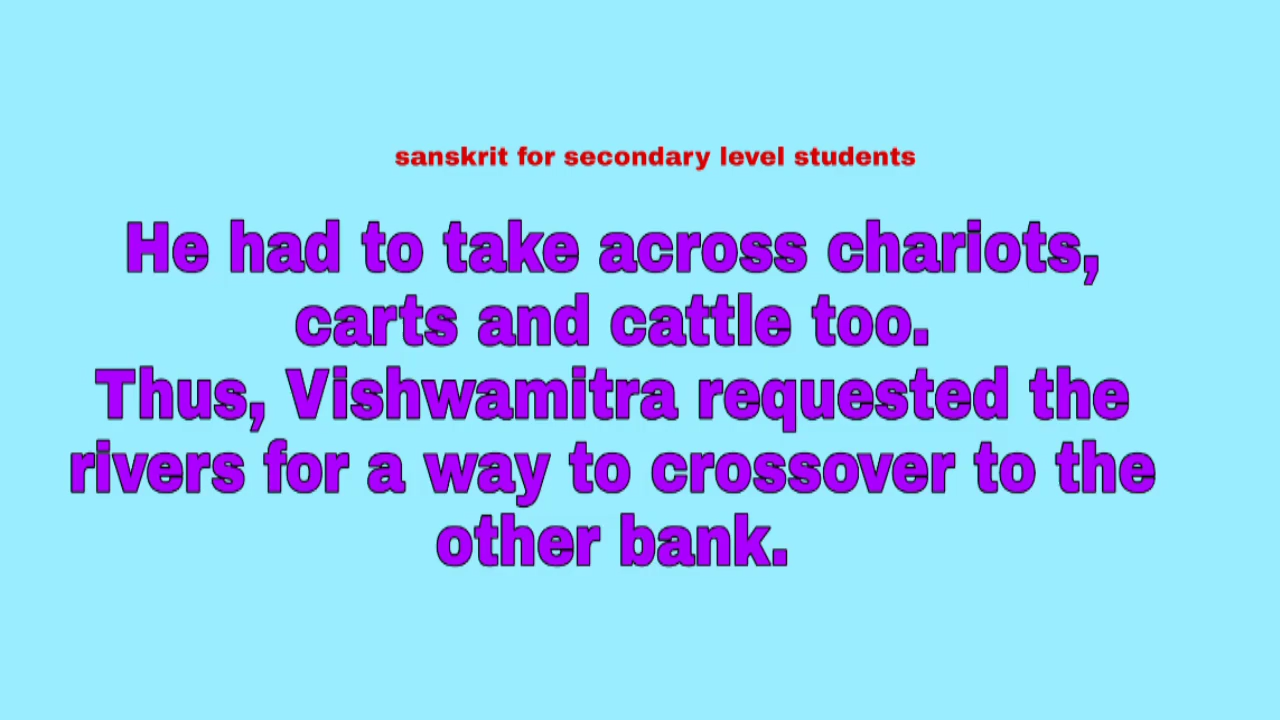 sanskrit for secondary level students
He had to take across chariots,
carts and cattle too.
Thus, Vishwamitra requested the
rivers for a way to crossover to the
other bank.